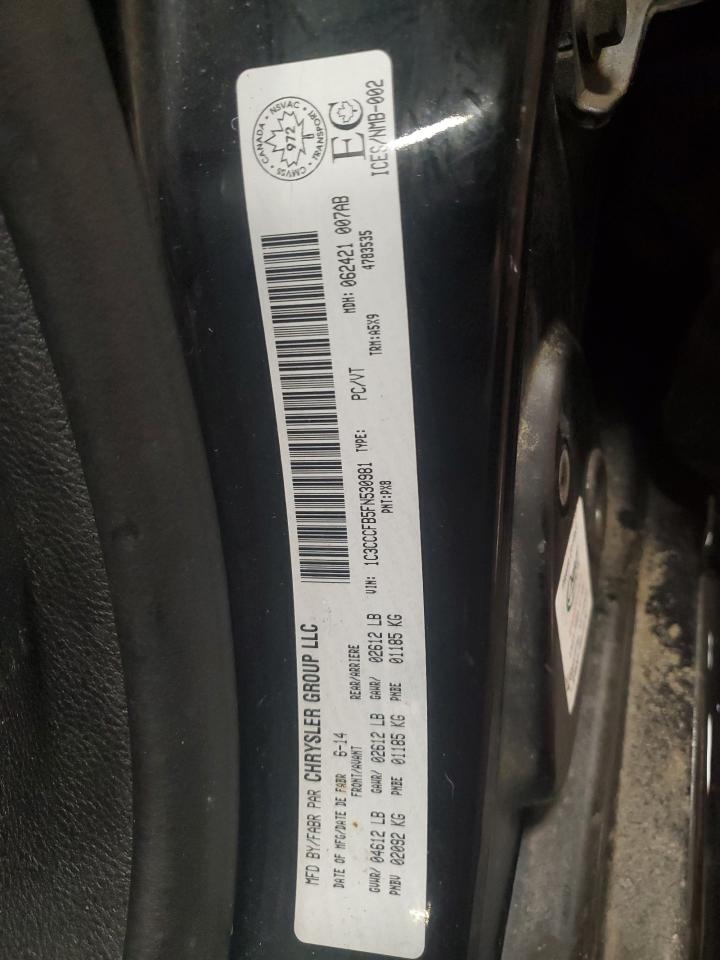 MFD BY/FABR PAR CHRYSLER GROUP LLC
DATE OF MFG/DATE DE FABR 6-14
FRONT/AVANT REAR/ARRIERE
GVWR/ 04612 LB GAWR/ 02612 LB GAWR/ 02612 LB
PNBV 02092 KG PNBE 01185 KG PNBE 01185 KG
VIN: 1C3CCCFB5FN530981 TYPE: PC/VT MDH: 062421 007AB
PNT:PX8 TRM:A5X9 4783535
CANADA • NSVAC • TRANSPORT • CMVSS •
972
EC
ICES/NMB-002